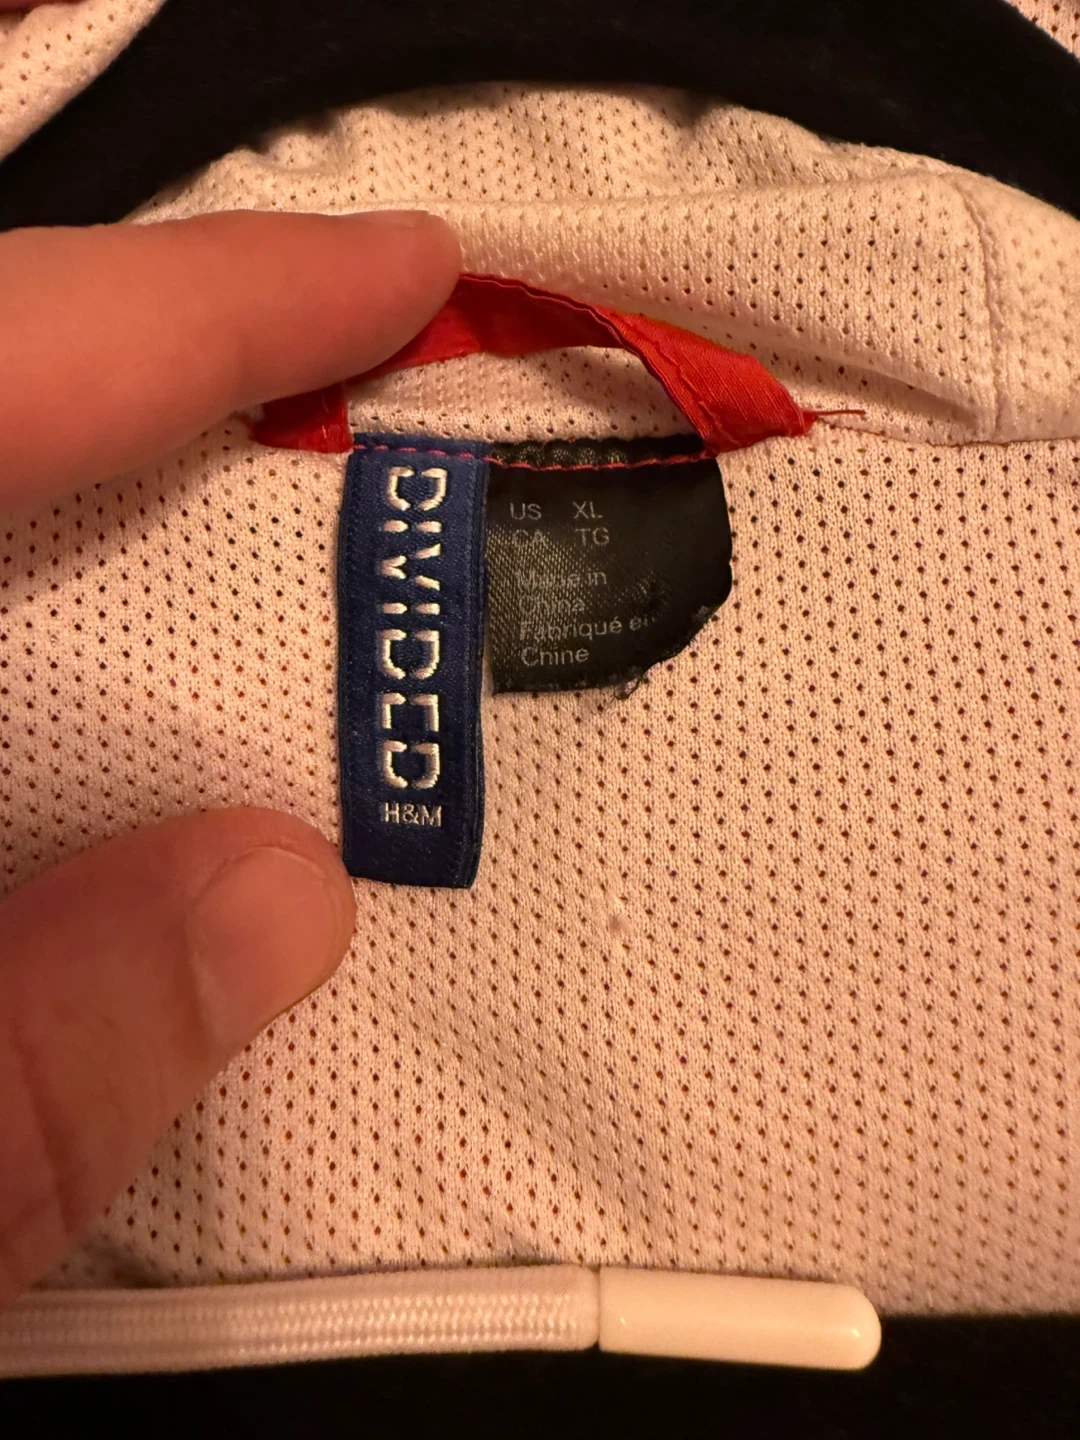 DIVIDED
H&M
US XL
CA TG
Made in
China
Fabriqué en
Chine